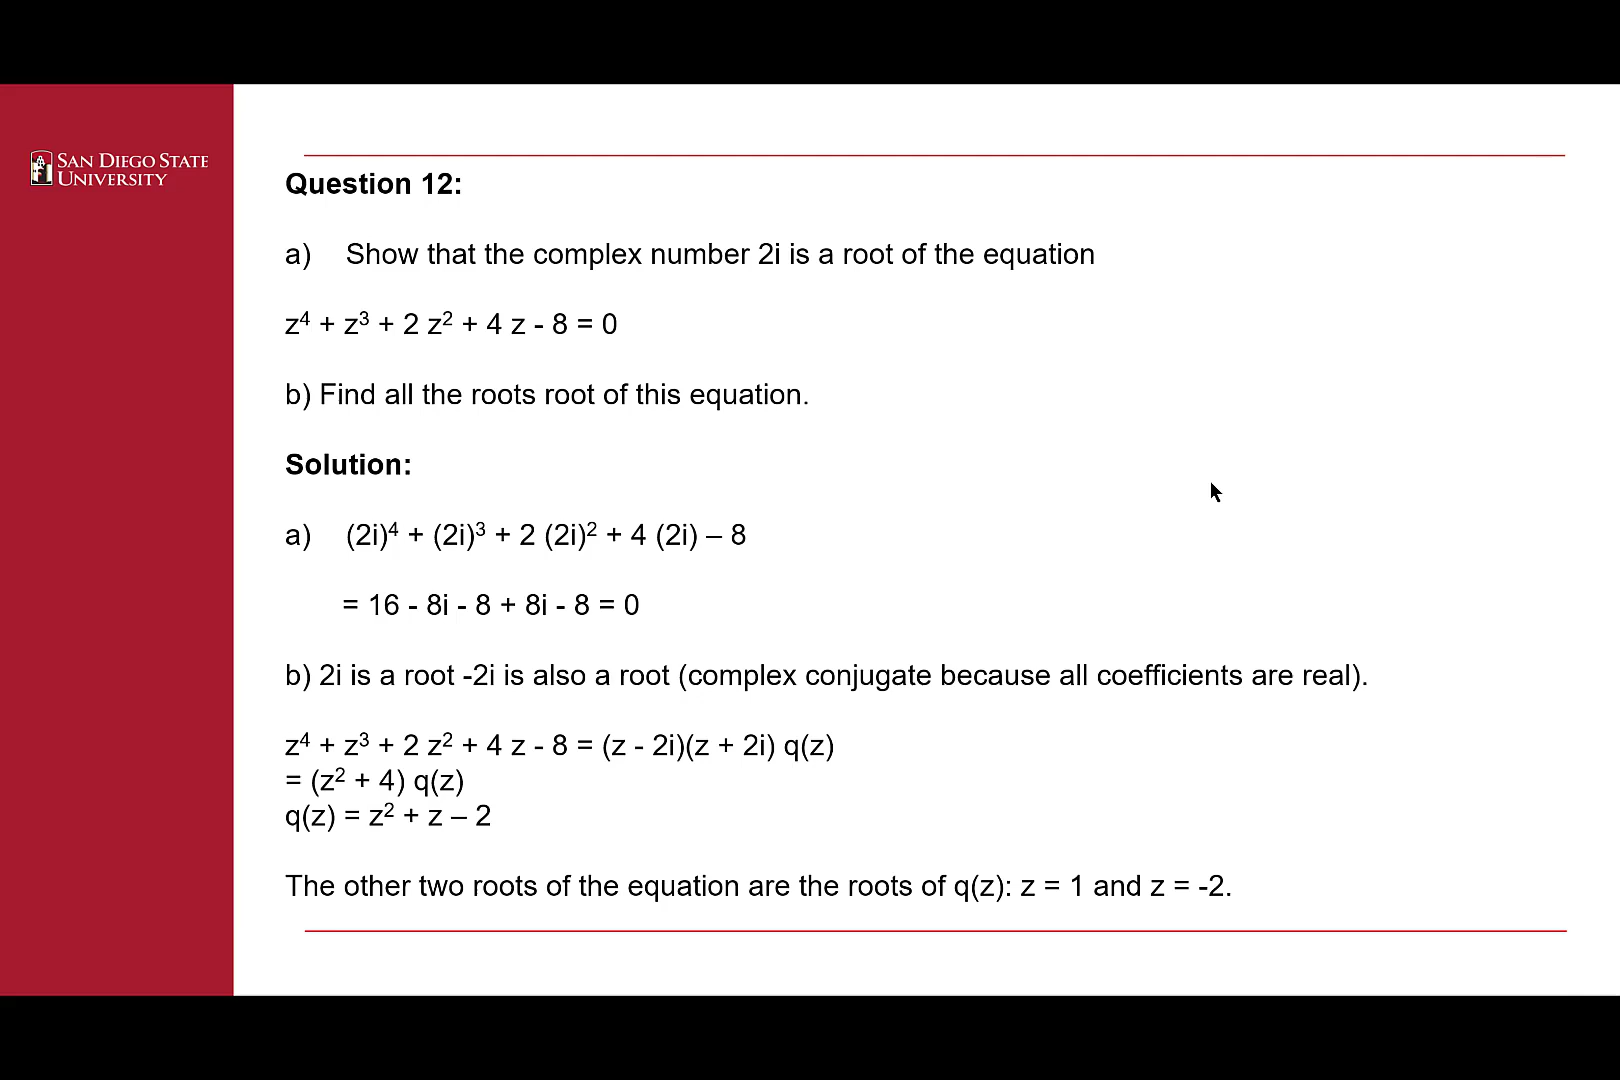 SAN DIEGO STATE
UNIVERSITY
Question 12:
a) Show that the complex number 2i is a root of the equation
z⁴ + z³ + 2 z² + 4 z - 8 = 0
b) Find all the roots root of this equation.
Solution:
a) (2i)⁴ + (2i)³ + 2 (2i)² + 4 (2i) – 8
= 16 - 8i - 8 + 8i - 8 = 0
b) 2i is a root -2i is also a root (complex conjugate because all coefficients are real).
z⁴ + z³ + 2 z² + 4 z - 8 = (z - 2i)(z + 2i) q(z)
= (z² + 4) q(z)
q(z) = z² + z – 2
The other two roots of the equation are the roots of q(z): z = 1 and z = -2.